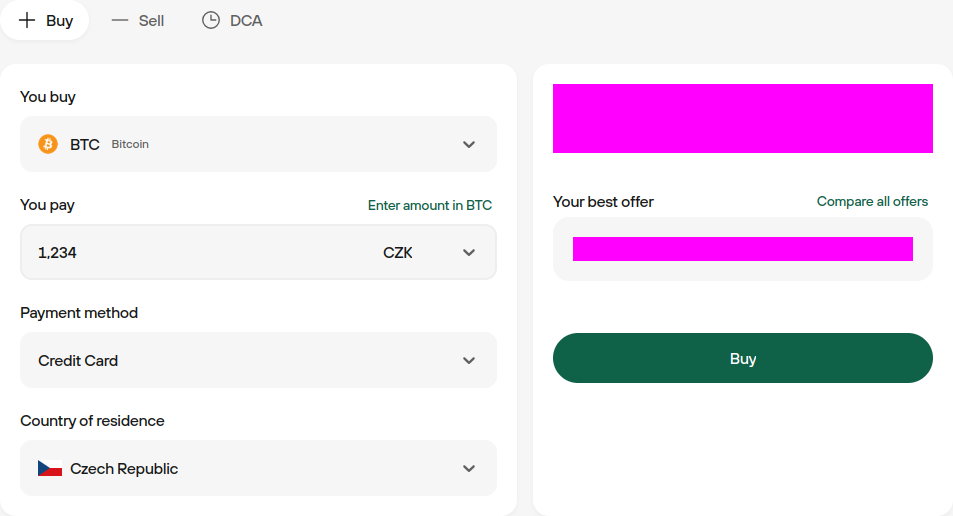 Buy
Sell
DCA
You buy
BTC Bitcoin
You pay
Enter amount in BTC
1,234
CZK
Payment method
Credit Card
Country of residence
Czech Republic
Your best offer
Compare all offers
Buy